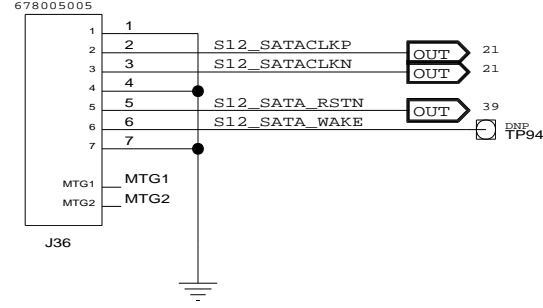 678005005
1 1
2 2 S12_SATACLKP OUT 21
3 3 S12_SATACLKN OUT 21
4 4
5 5 S12_SATA_RSTN OUT 39
6 6 S12_SATA_WAKE DNP
TP94
7 7
MTG1 MTG1
MTG2 MTG2
J36